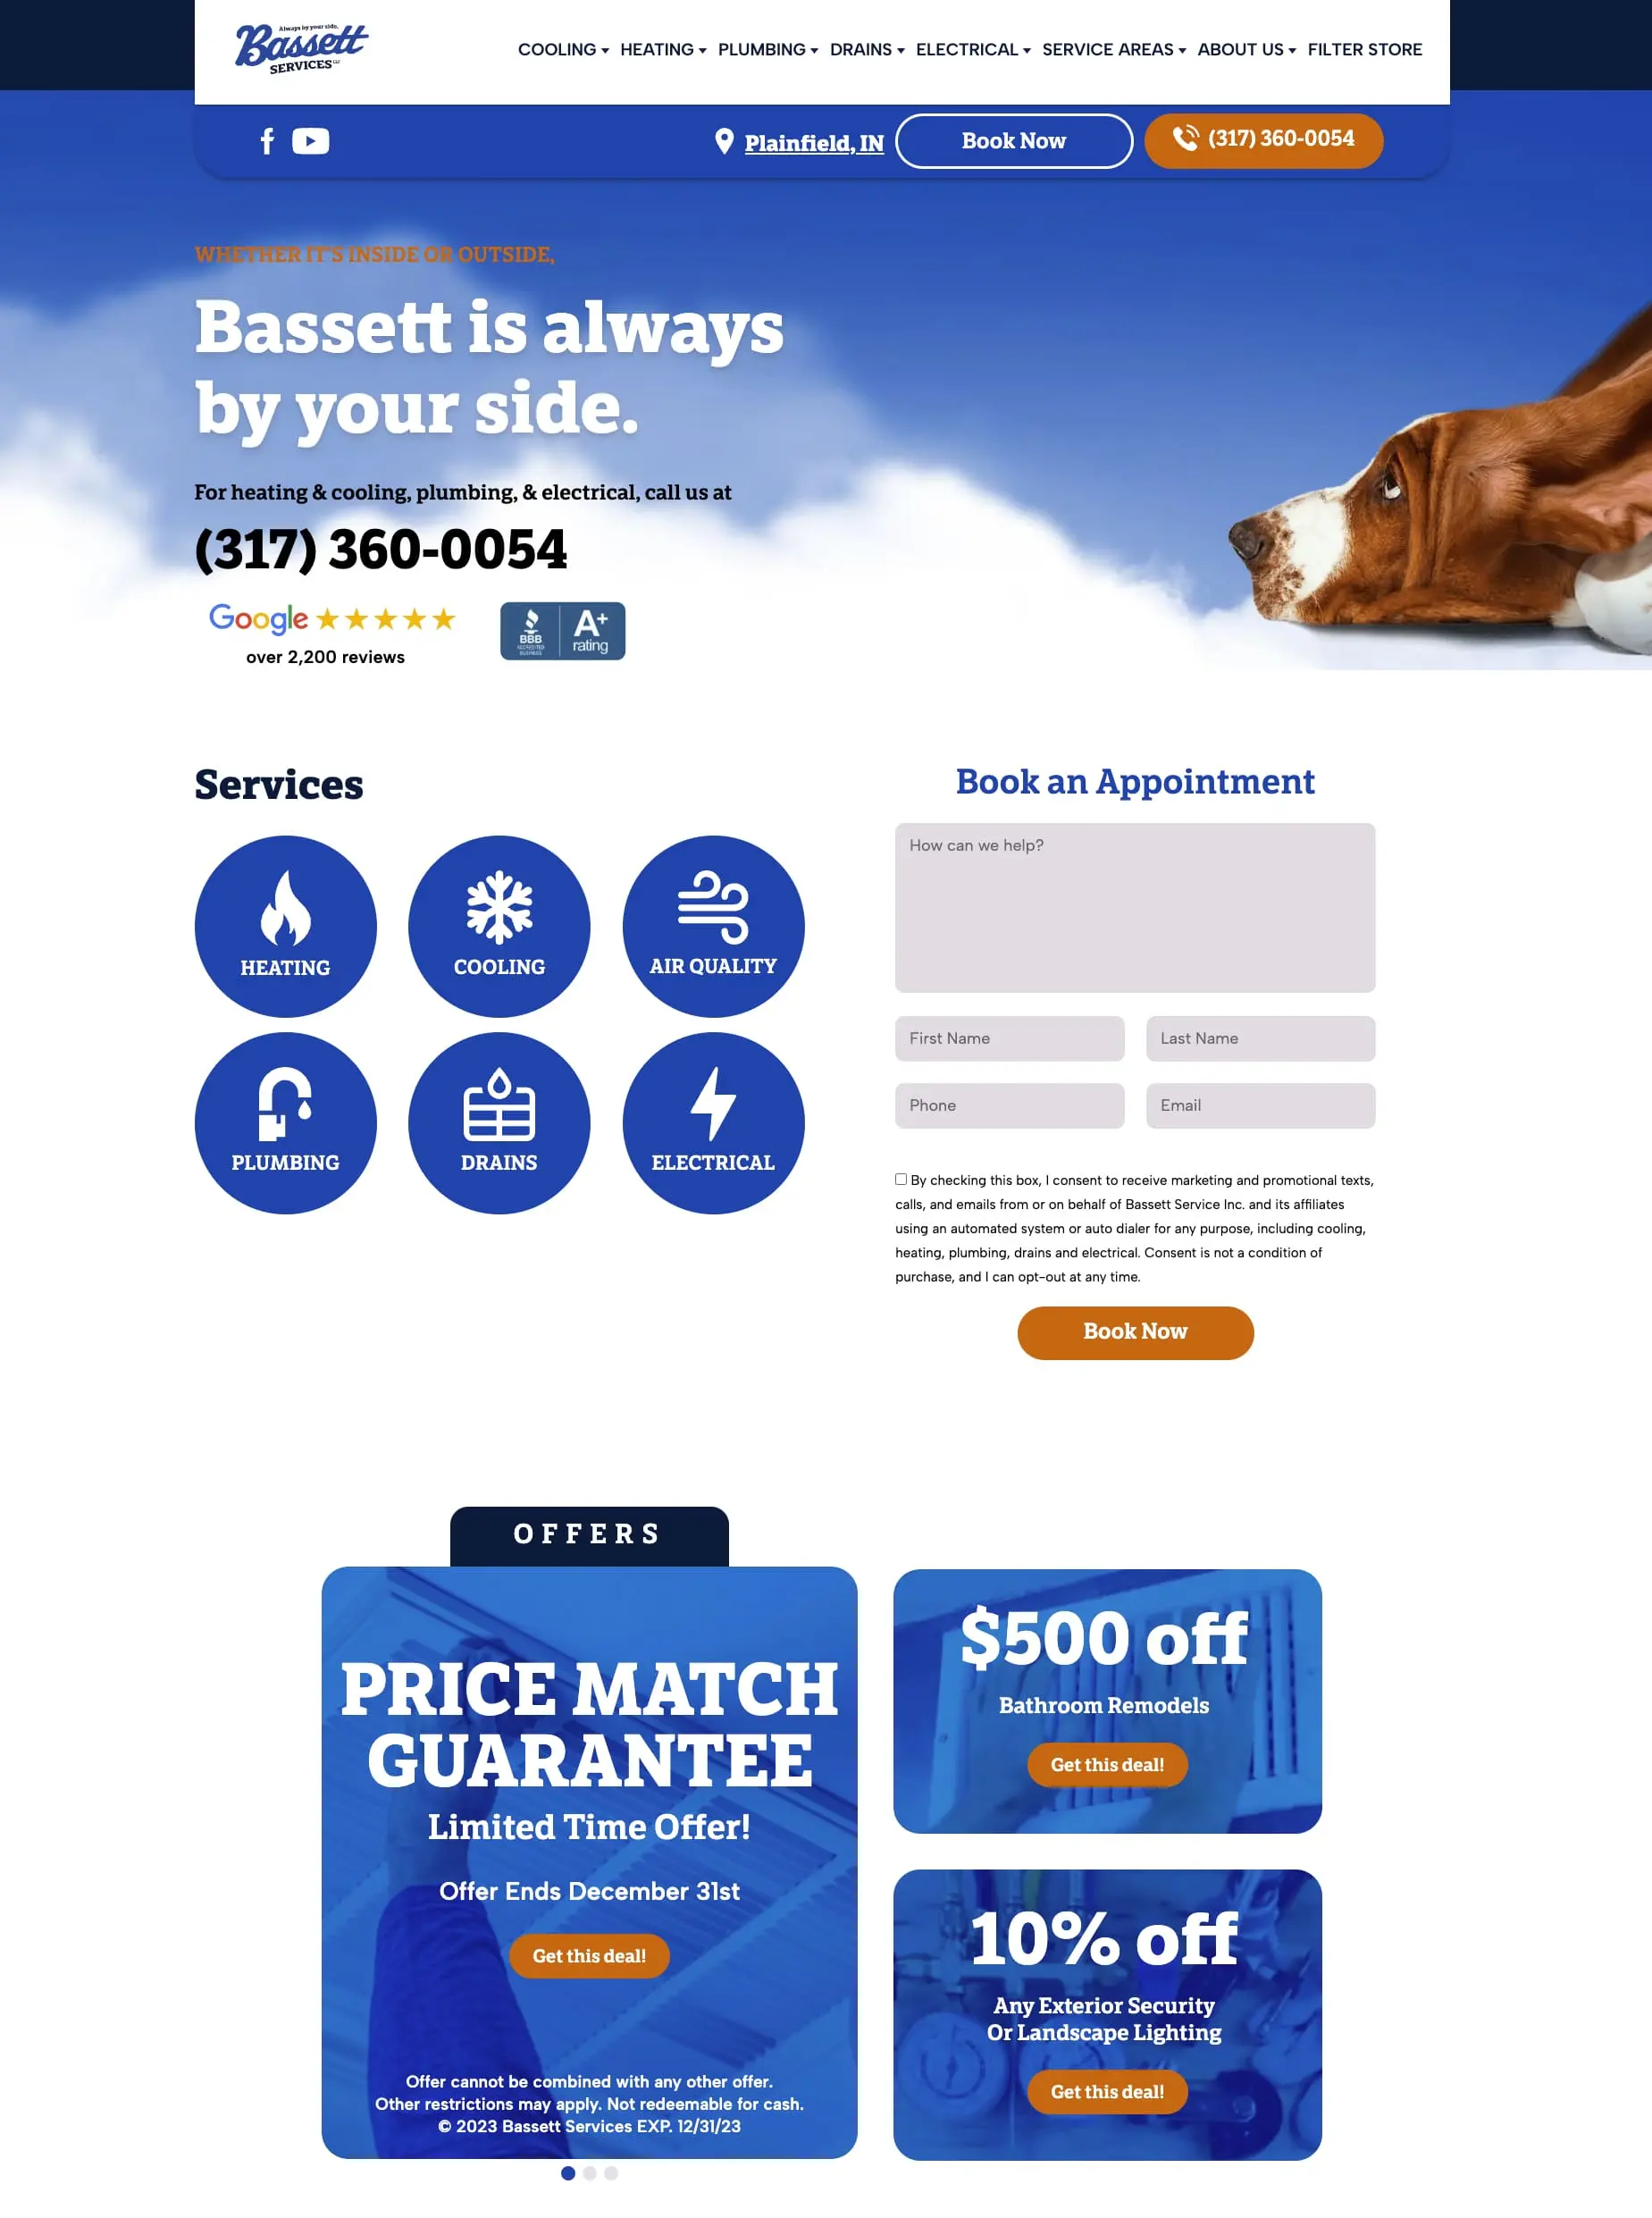 Always by your side.
Bassett
SERVICES LLC
COOLING HEATING PLUMBING DRAINS ELECTRICAL SERVICE AREAS ABOUT US FILTER STORE
Plainfield, IN
Book Now
(317) 360-0054
WHETHER IT'S INSIDE OR OUTSIDE,
Bassett is always
by your side.
For heating & cooling, plumbing, & electrical, call us at
(317) 360-0054
Google
over 2,200 reviews
BBB
ACCREDITED
BUSINESS
A+
rating
Services
HEATING
COOLING
AIR QUALITY
PLUMBING
DRAINS
ELECTRICAL
Book an Appointment
How can we help?
First Name
Last Name
Phone
Email
By checking this box, I consent to receive marketing and promotional texts,
calls, and emails from or on behalf of Bassett Service Inc. and its affiliates
using an automated system or auto dialer for any purpose, including cooling,
heating, plumbing, drains and electrical. Consent is not a condition of
purchase, and I can opt-out at any time.
Book Now
OFFERS
PRICE MATCH
GUARANTEE
Limited Time Offer!
Offer Ends December 31st
Get this deal!
Offer cannot be combined with any other offer.
Other restrictions may apply. Not redeemable for cash.
© 2023 Bassett Services EXP. 12/31/23
$500 off
Bathroom Remodels
Get this deal!
10% off
Any Exterior Security
Or Landscape Lighting
Get this deal!